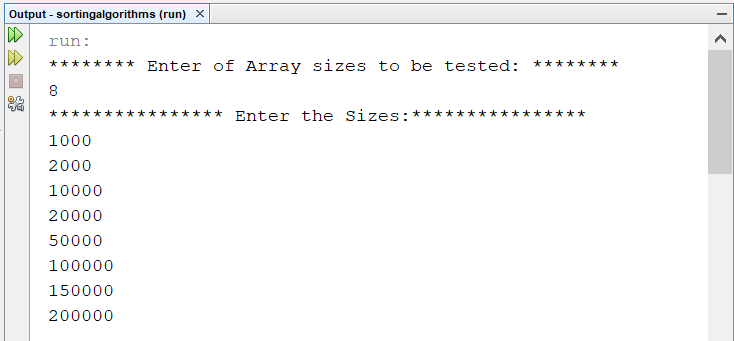 Output - sortingalgorithms (run)
run:
******** Enter of Array sizes to be tested: ********
8
**************** Enter the Sizes:****************
1000
2000
10000
20000
50000
100000
150000
200000